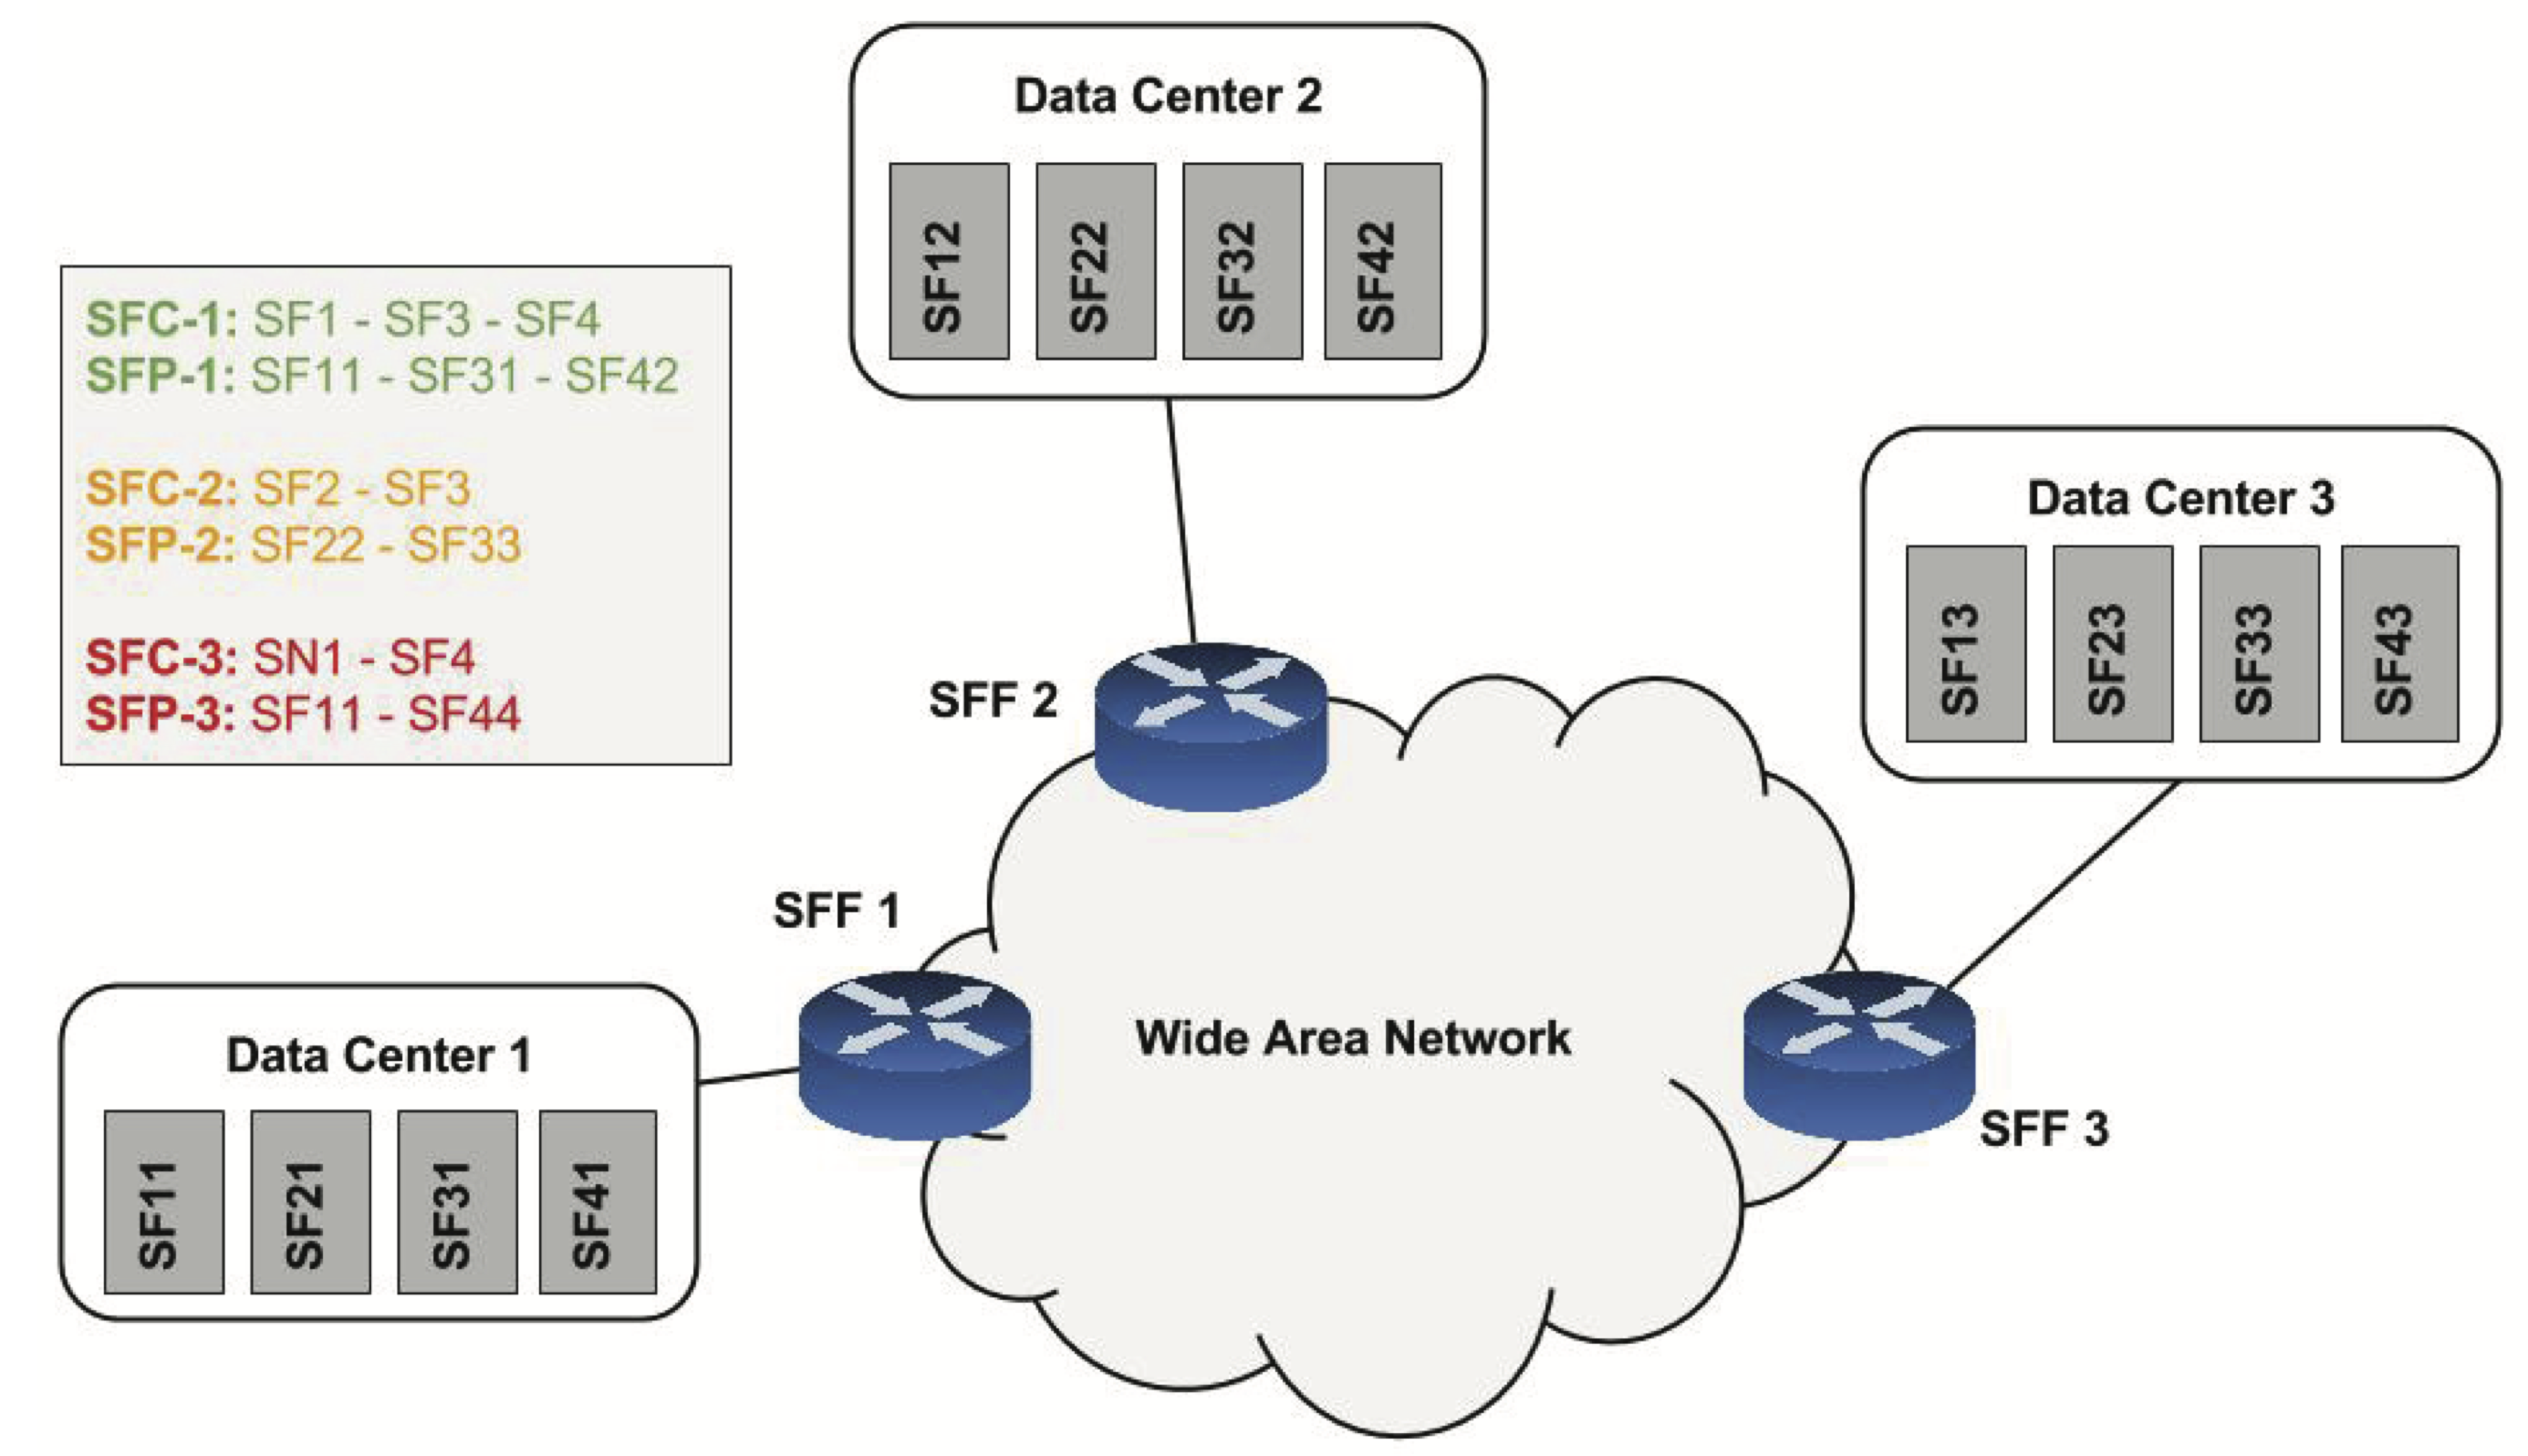 Data Center 2
SF12
SF22
SF32
SF42
SFC-1: SF1 - SF3 - SF4
SFP-1: SF11 - SF31 - SF42
SFC-2: SF2 - SF3
SFP-2: SF22 - SF33
SFC-3: SN1 - SF4
SFP-3: SF11 - SF44
Data Center 3
SF13
SF23
SF33
SF43
SFF 2
SFF 1
Wide Area Network
SFF 3
Data Center 1
SF11
SF21
SF31
SF41